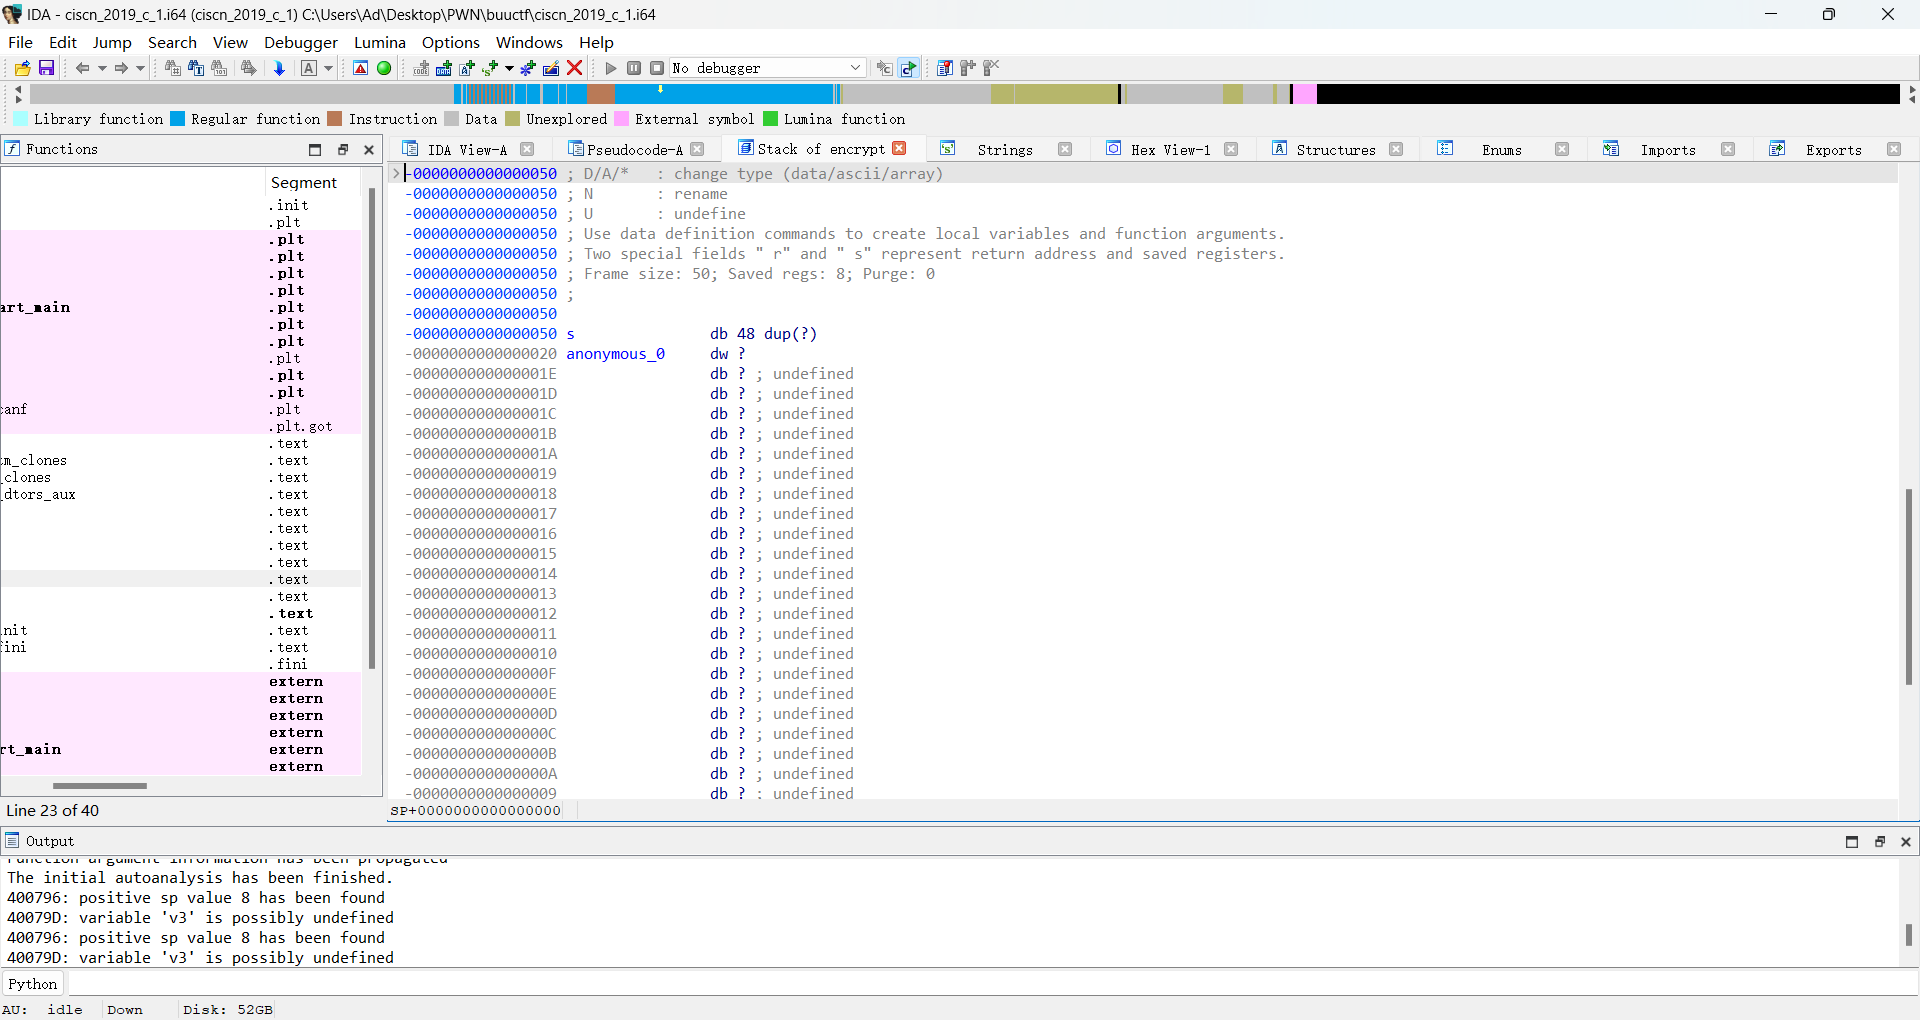 IDA - ciscn_2019_c_1.i64 (ciscn_2019_c_1) C:\Users\Ad\Desktop\PWN\buuctf\ciscn_2019_c_1.i64
File Edit Jump Search View Debugger Lumina Options Windows Help
No debugger
Library function Regular function Instruction Data Unexplored External symbol Lumina function
Functions
Segment
.init
.plt
.plt
.plt
.plt
.plt
art_main .plt
.plt
.plt
.plt
.plt
.plt
canf .plt
.plt.got
.text
m_clones .text
_clones .text
_dtors_aux .text
.text
.text
.text
.text
.text
.text
.text
nit .text
ini .text
.fini
extern
extern
extern
extern
rt_main extern
extern
Line 23 of 40
IDA View-A Pseudocode-A Stack of encrypt Strings Hex View-1 Structures Enums Imports Exports
-0000000000000050 ; D/A/* : change type (data/ascii/array)
-0000000000000050 ; N : rename
-0000000000000050 ; U : undefine
-0000000000000050 ; Use data definition commands to create local variables and function arguments.
-0000000000000050 ; Two special fields " r" and " s" represent return address and saved registers.
-0000000000000050 ; Frame size: 50; Saved regs: 8; Purge: 0
-0000000000000050 ;
-0000000000000050
-0000000000000050 s db 48 dup(?)
-0000000000000020 anonymous_0 dw ?
-000000000000001E db ? ; undefined
-000000000000001D db ? ; undefined
-000000000000001C db ? ; undefined
-000000000000001B db ? ; undefined
-000000000000001A db ? ; undefined
-0000000000000019 db ? ; undefined
-0000000000000018 db ? ; undefined
-0000000000000017 db ? ; undefined
-0000000000000016 db ? ; undefined
-0000000000000015 db ? ; undefined
-0000000000000014 db ? ; undefined
-0000000000000013 db ? ; undefined
-0000000000000012 db ? ; undefined
-0000000000000011 db ? ; undefined
-0000000000000010 db ? ; undefined
-000000000000000F db ? ; undefined
-000000000000000E db ? ; undefined
-000000000000000D db ? ; undefined
-000000000000000C db ? ; undefined
-000000000000000B db ? ; undefined
-000000000000000A db ? ; undefined
-0000000000000009 db ? ; undefined
SP+0000000000000000
Output
Function argument information has been propagated
The initial autoanalysis has been finished.
400796: positive sp value 8 has been found
40079D: variable 'v3' is possibly undefined
400796: positive sp value 8 has been found
40079D: variable 'v3' is possibly undefined
Python
AU: idle Down Disk: 52GB